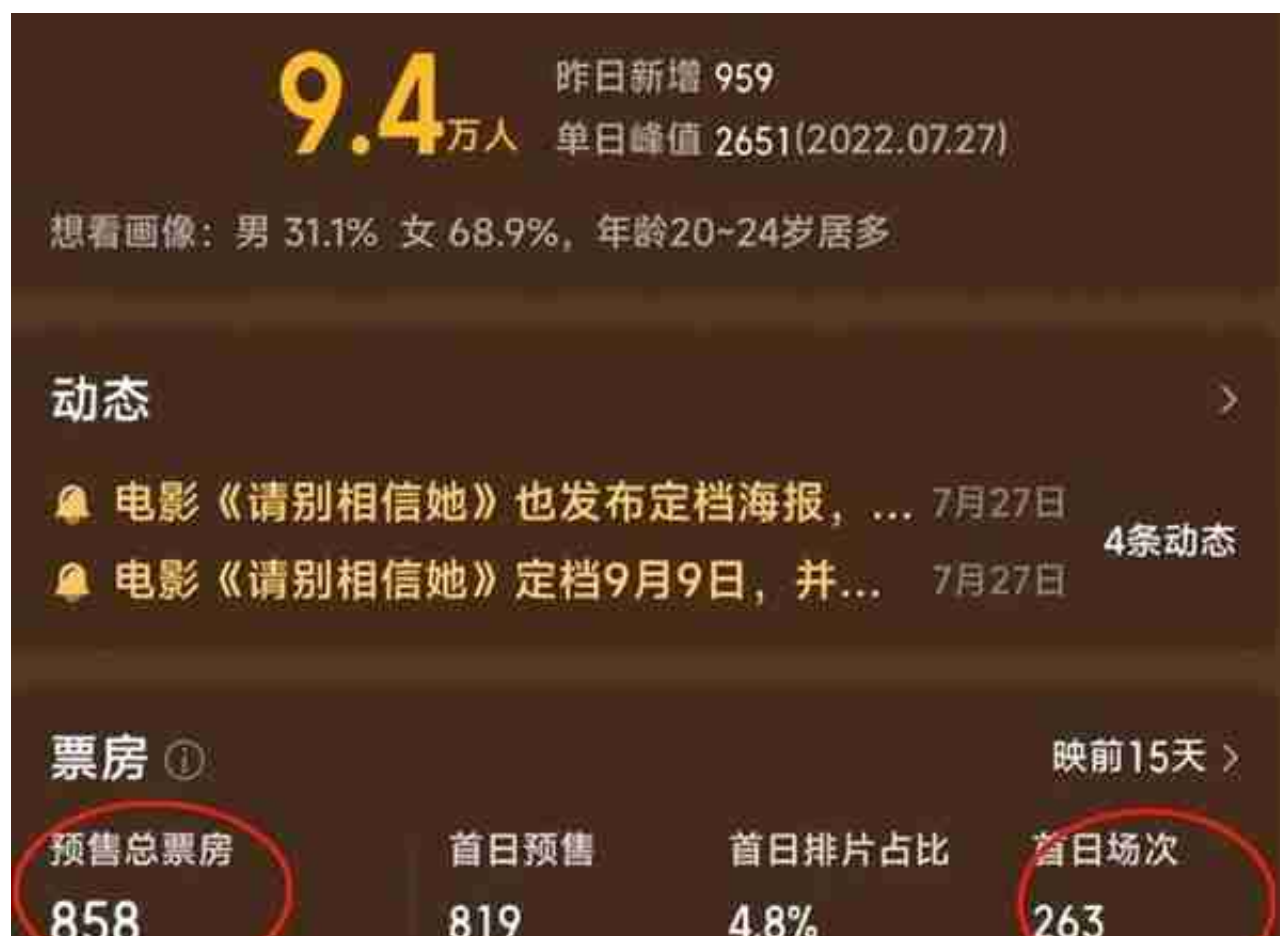 9.4万人 昨日新增 959
单日峰值 2651(2022.07.27)
想看画像：男 31.1% 女 68.9%，年龄20~24岁居多
动态
电影《请别相信她》也发布定档海报，... 7月27日
4条动态
电影《请别相信她》定档9月9日，并... 7月27日
票房 映前15天
预售总票房 首日预售 首日排片占比 首日场次
858 819 4.8% 263